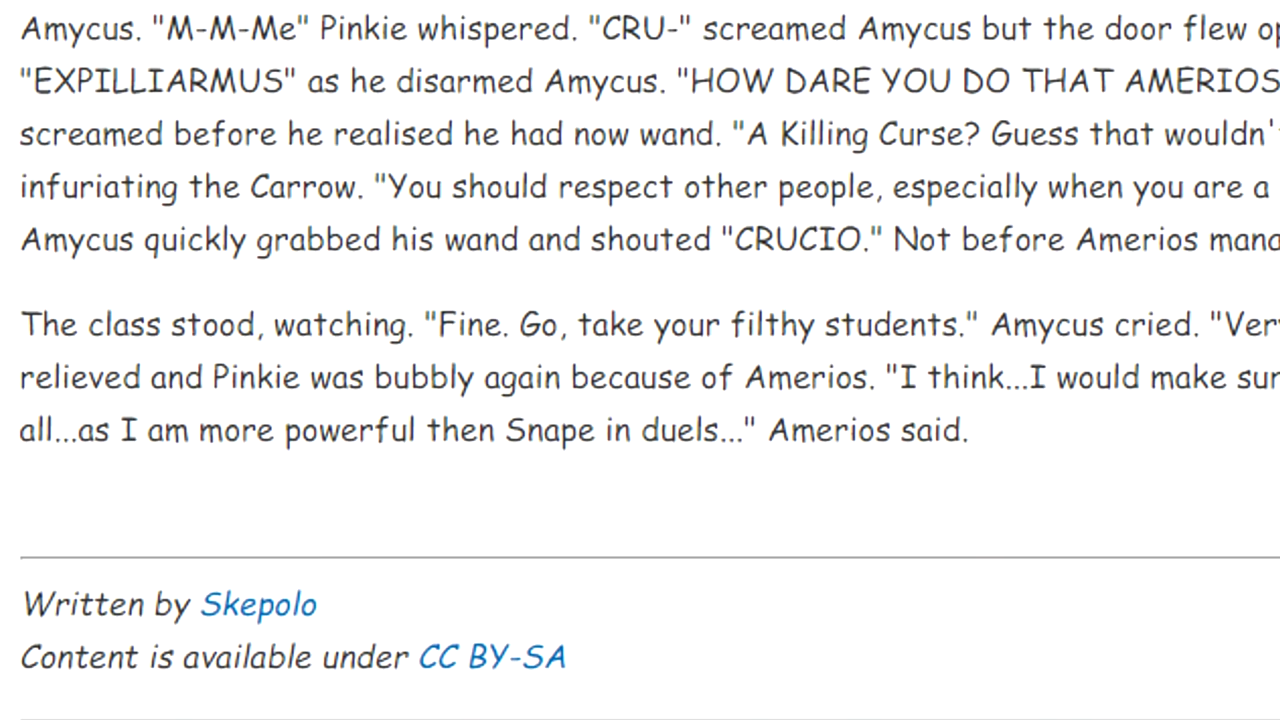 Amycus. "M-M-Me" Pinkie whispered. "CRU-" screamed Amycus but the door flew
"EXPILLIARMUS" as he disarmed Amycus. "HOW DARE YOU DO THAT AMERIOS
screamed before he realised he had now wand. "A Killing Curse? Guess that
infuriating the Carrow. "You should respect other people, especially when you are a
Amycus quickly grabbed his wand and shouted "CRUCIO." Not before Amerios
The class stood, watching. "Fine. Go, take your filthy students." Amycus cried.
relieved and Pinkie was bubbly again because of Amerios. "I think...I would make
all...as I am more powerful then Snape in duels..." Amerios said.
Written by Skepolo
Content is available under CC BY-SA